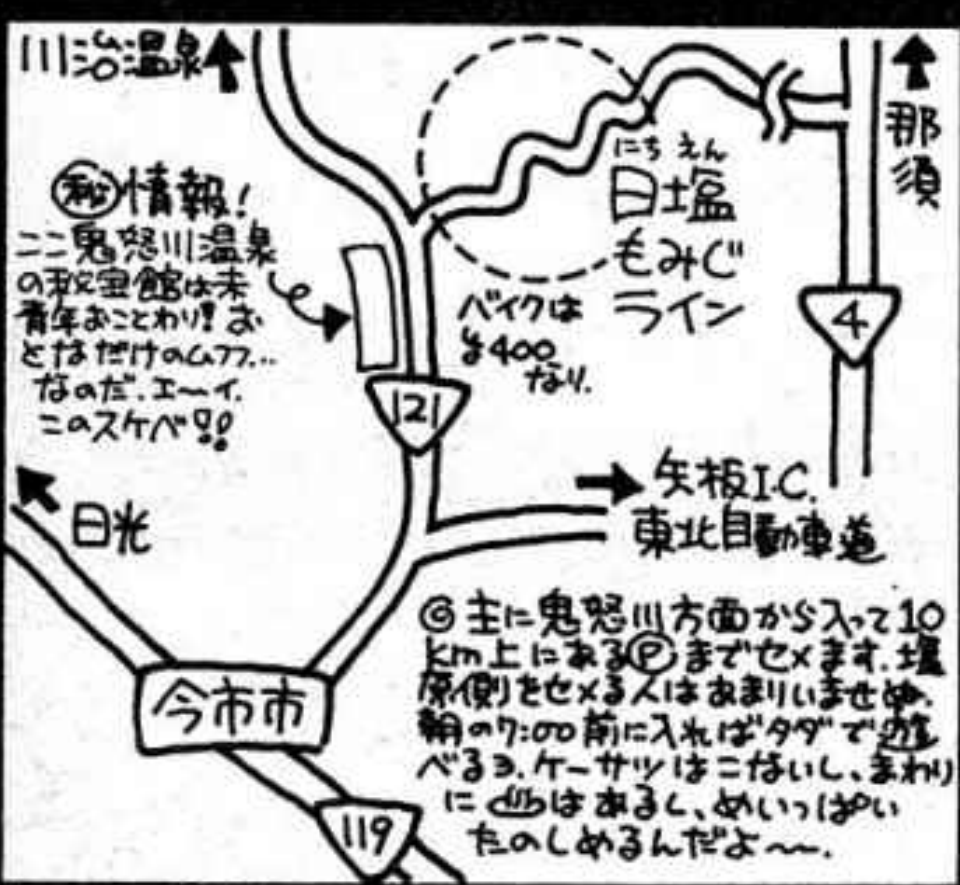 川治温泉
那須
㊙情報!
ここ鬼怒川温泉
の秘宝館は未
青年おことわり!お
となだけのムフフ...
なのだ.エ〜イ.
このスケベ!!
にちえん
日塩
もみじ
ライン
バイクは
¥400
なり.
4
121
日光
矢板I.C.
東北自動車道
今市市
119
◎主に鬼怒川方面から入って10
km上にあるⓅまでセメます.塩
原側をセメる人はあまりいませぬ.
朝の7:00前に入ればタダで遊
べるヨ.ケーサツはこないし、まわり
に♨はあるし、めいっぱい
たのしめるんだよ〜〜.